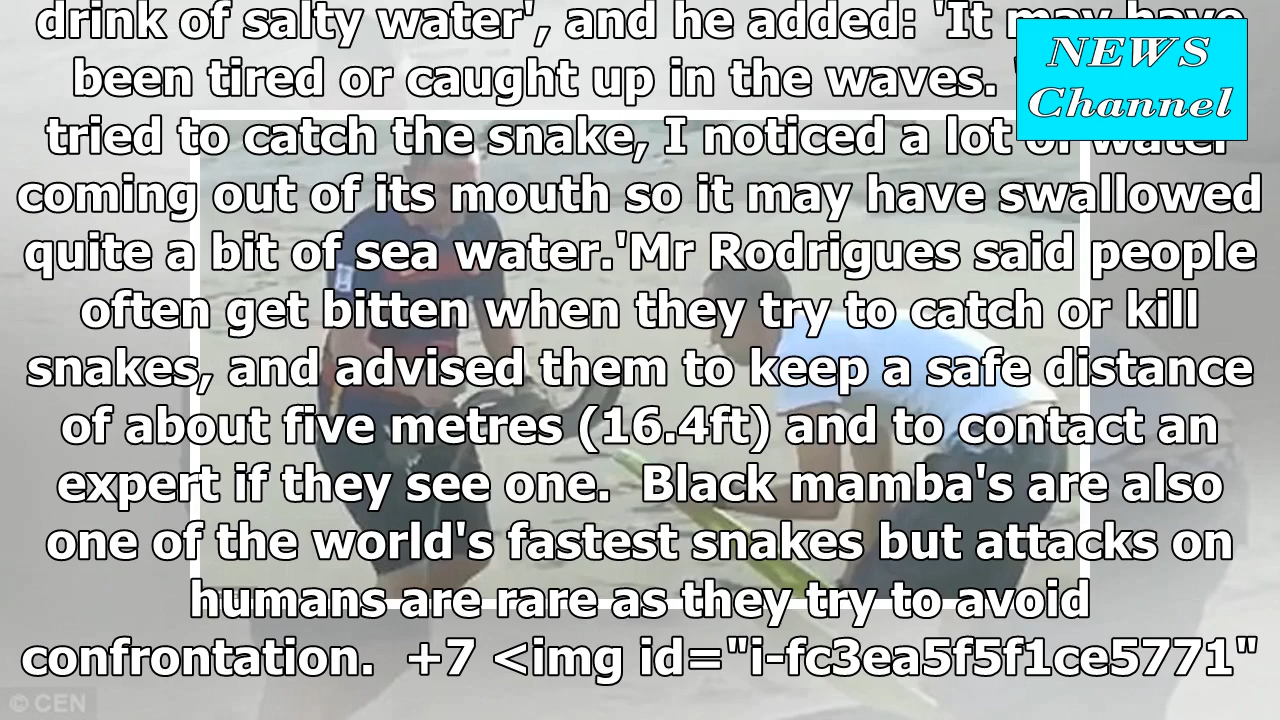 drink of salty water', and he added: 'It may have
been tired or caught up in the waves.
tried to catch the snake, I noticed a lot of water
coming out of its mouth so it may have swallowed
quite a bit of sea water.'Mr Rodrigues said people
often get bitten when they try to catch or kill
snakes, and advised them to keep a safe distance
of about five metres (16.4ft) and to contact an
expert if they see one.  Black mamba's are also
one of the world's fastest snakes but attacks on
humans are rare as they try to avoid
confrontation.  +7 <img id="i-fc3ea5f5f1ce5771"
NEWS
Channel
© CEN